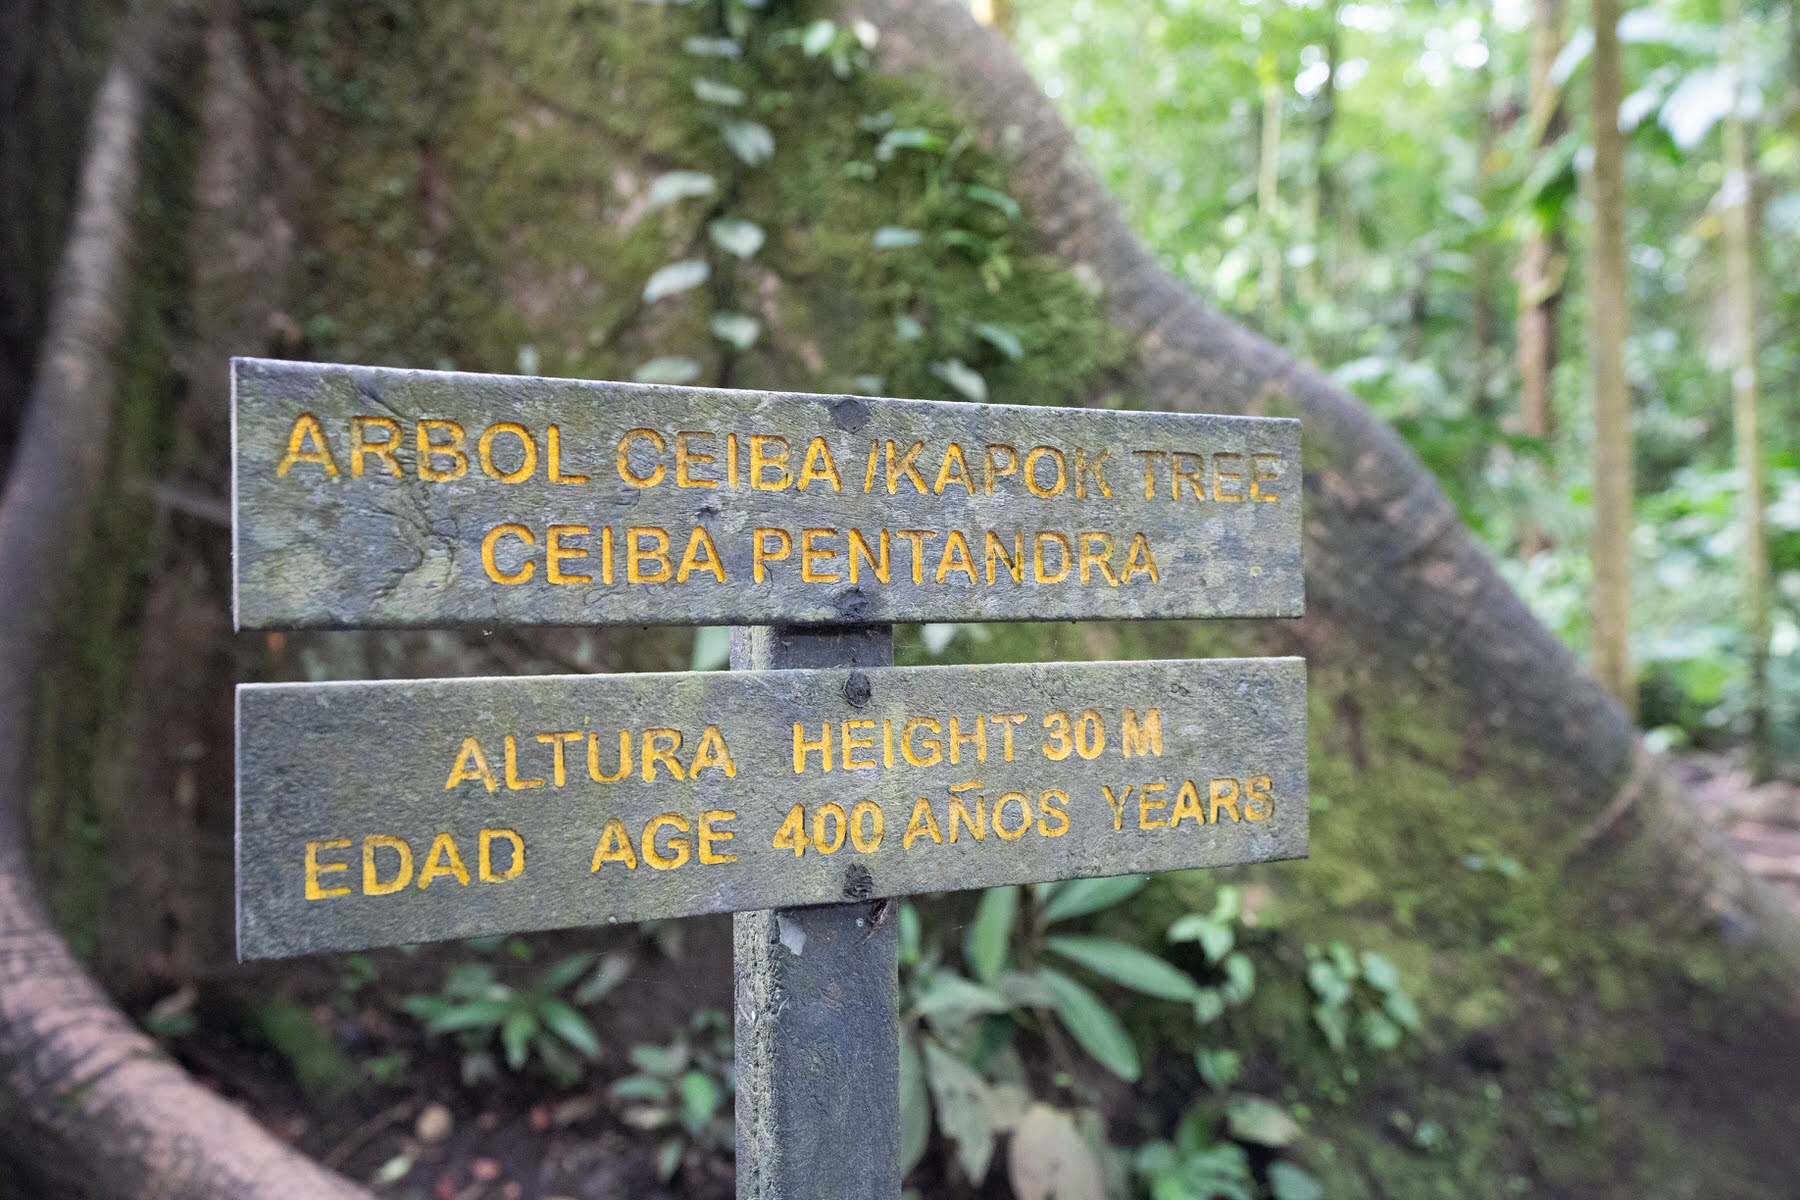 ARBOL CEIBA /KAPOK TREE
CEIBA PENTANDRA
ALTURA HEIGHT 30 M
EDAD AGE 400 AÑOS YEARS